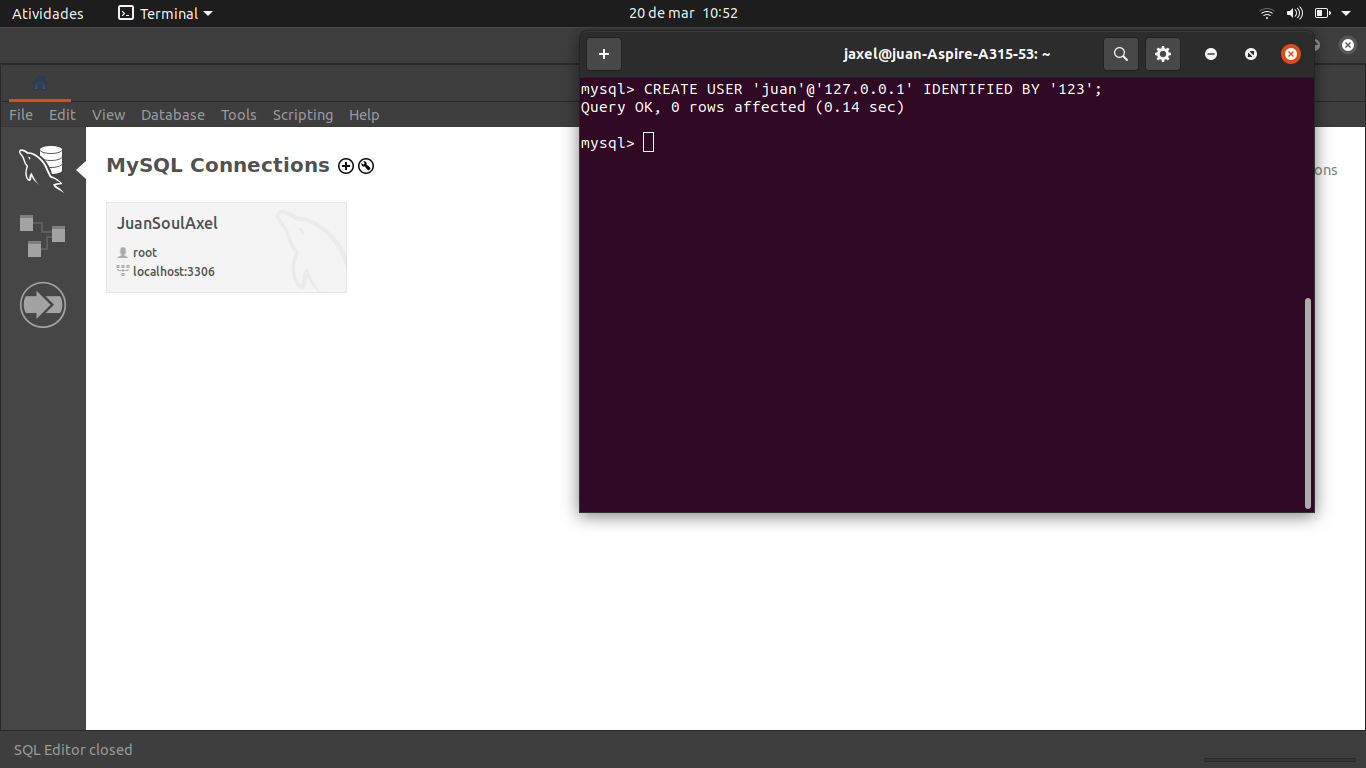 Atividades Terminal 20 de mar 10:52
jaxel@juan-Aspire-A315-53: ~
File Edit View Database Tools Scripting Help
mysql> CREATE USER 'juan'@'127.0.0.1' IDENTIFIED BY '123';
Query OK, 0 rows affected (0.14 sec)
mysql>
MySQL Connections
ons
JuanSoulAxel
root
localhost:3306
SQL Editor closed